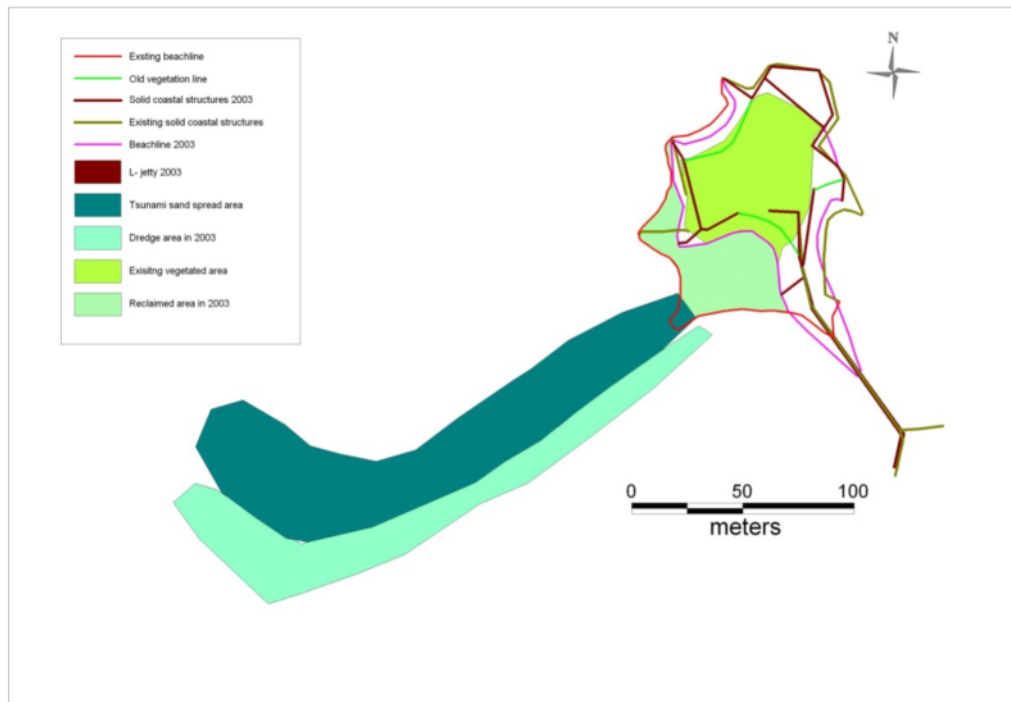 N
Exsting beachline
Old vegetation line
Solid coastal structures 2003
Existing solid coastal structures
Beachline 2003
L- jetty 2003
Tsunami sand spread area
Dredge area in 2003
Exisitng vegetated area
Reclaimed area in 2003
0 50 100
meters